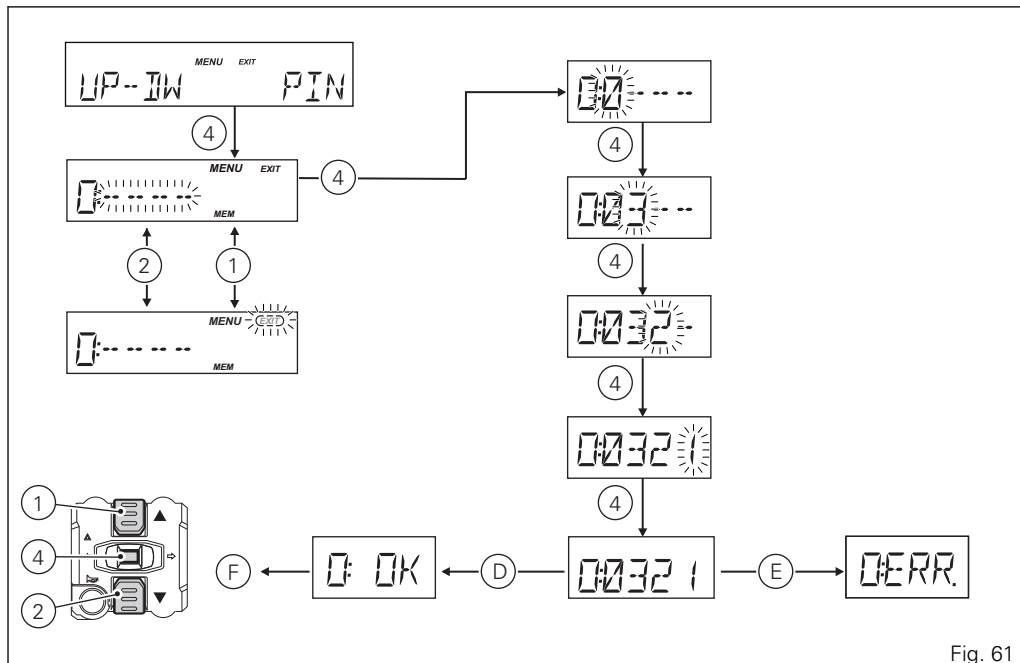 MENU EXIT
UP-DW PIN
4
MENU EXIT
0:-- -- -- --
MEM
4
2
1
MENU EXIT
0:-- -- -- --
MEM
0:0- - -
4
0:03- -
4
0:032-
4
0:0321
4
0:0321
D
0: OK
F
E
0:ERR.
1
4
2
Fig. 61